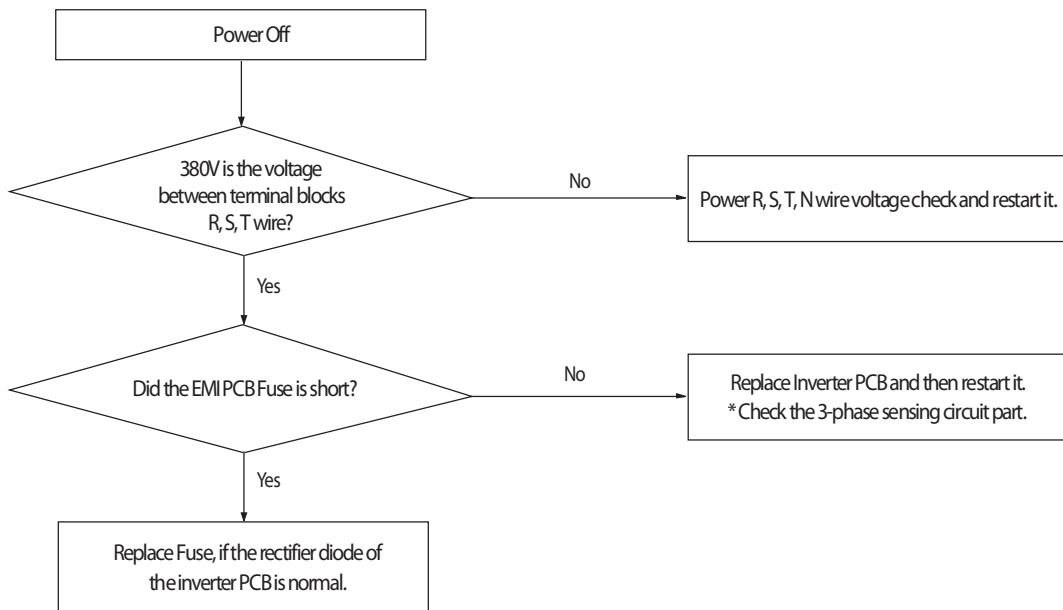 Power Off
380V is the voltage
between terminal blocks
R, S, T wire?
No
Power R, S, T, N wire voltage check and restart it.
Yes
Did the EMI PCB Fuse is short?
No
Replace Inverter PCB and then restart it.
* Check the 3-phase sensing circuit part.
Yes
Replace Fuse, if the rectifier diode of
the inverter PCB is normal.